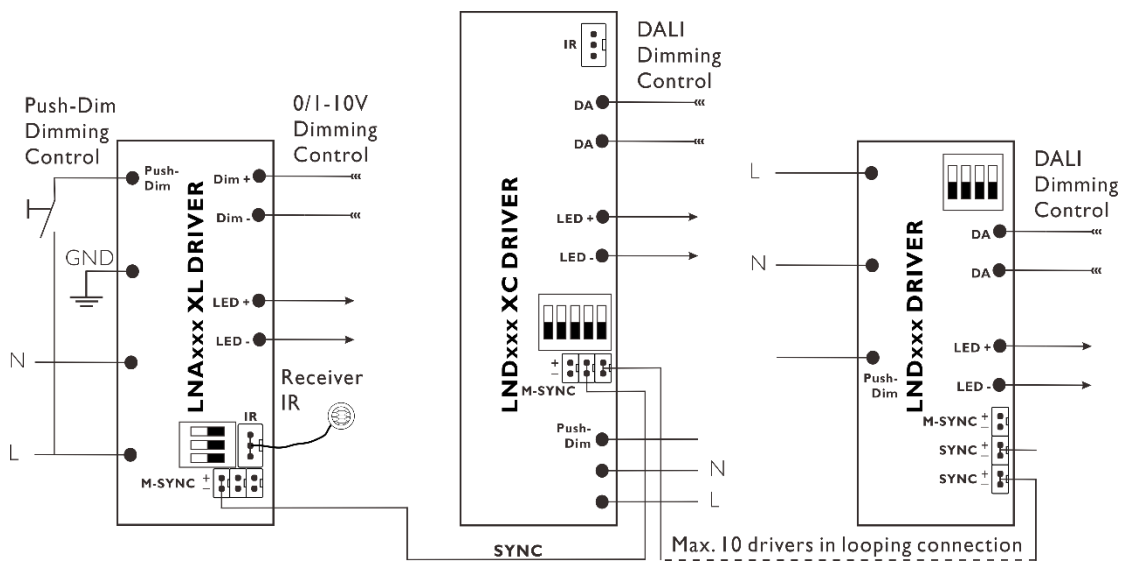 Push-Dim
Dimming
Control
0/1-10V
Dimming
Control
Push-
Dim
Dim +
Dim -
GND
LED +
LED -
LNAxxx XL DRIVER
N
L
Receiver
IR
IR
M-SYNC + -
SYNC
IR
DALI
Dimming
Control
DA
DA
LED +
LED -
LNDxxx XC DRIVER
+ -
M-SYNC
Push-
Dim
N
L
Max. 10 drivers in looping connection
L
N
Push-
Dim
LNDxxx DRIVER
DALI
Dimming
Control
DA
DA
LED +
LED -
M-SYNC + -
SYNC + -
SYNC + -